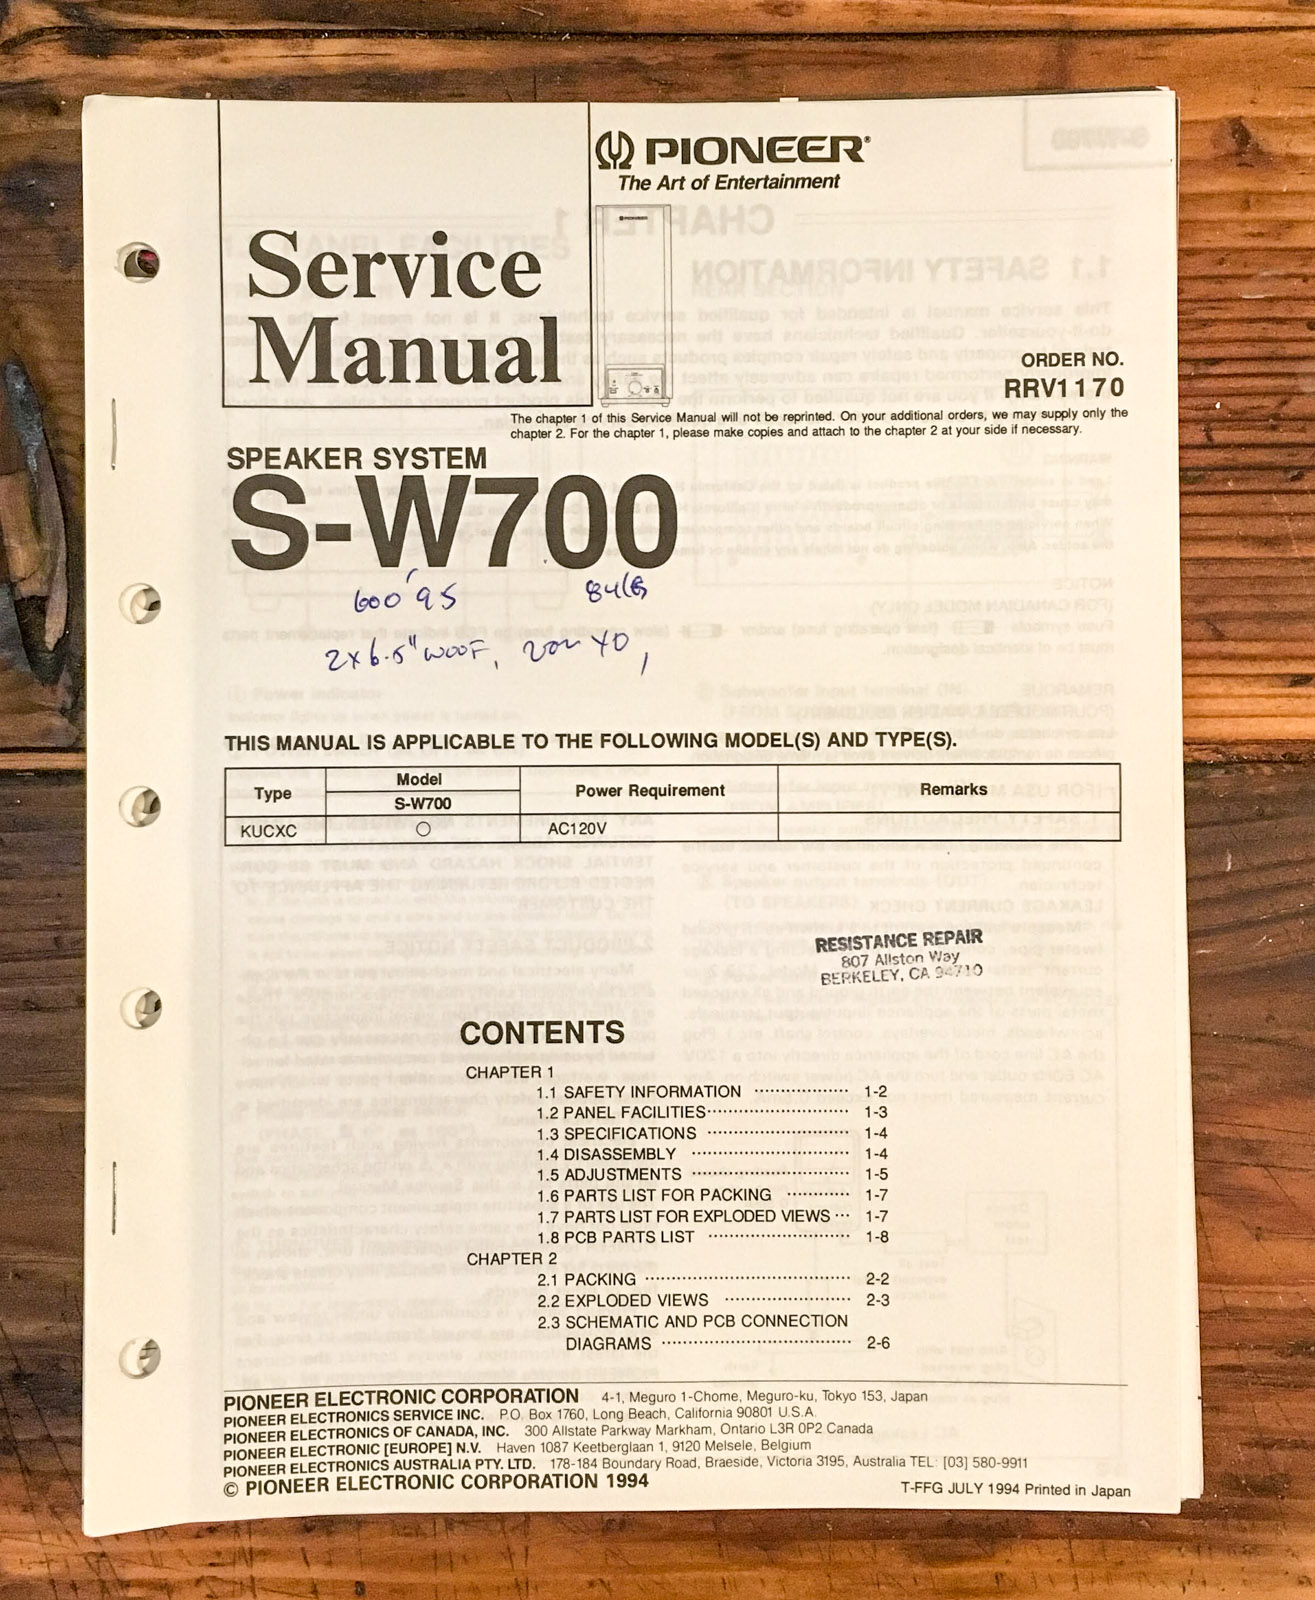 PIONEER®
The Art of Entertainment
PIONEER
Service
Manual
ORDER NO.
RRV1170
The chapter 1 of this Service Manual will not be reprinted. On your additional orders, we may supply only the
chapter 2. For the chapter 1, please make copies and attach to the chapter 2 at your side if necessary.
SPEAKER SYSTEM
S-W700
600 '95
2x6.5" WOOF,
THIS MANUAL IS APPLICABLE TO THE FOLLOWING MODEL(S) AND TYPE(S).
Type Model Power Requirement Remarks
S-W700
KUCXC ○ AC120V
RESISTANCE REPAIR
807 Allston Way
BERKELEY, CA 94710
CONTENTS
CHAPTER 1
1.1 SAFETY INFORMATION ·················· 1-2
1.2 PANEL FACILITIES··························· 1-3
1.3 SPECIFICATIONS ··························· 1-4
1.4 DISASSEMBLY ······························ 1-4
1.5 ADJUSTMENTS ······························ 1-5
1.6 PARTS LIST FOR PACKING ············ 1-7
1.7 PARTS LIST FOR EXPLODED VIEWS ··· 1-7
1.8 PCB PARTS LIST ··························· 1-8
CHAPTER 2
2.1 PACKING ······································· 2-2
2.2 EXPLODED VIEWS ························ 2-3
2.3 SCHEMATIC AND PCB CONNECTION
DIAGRAMS ···································· 2-6
PIONEER ELECTRONIC CORPORATION 4-1, Meguro 1-Chome, Meguro-ku, Tokyo 153, Japan
PIONEER ELECTRONICS SERVICE INC. P.O. Box 1760, Long Beach, California 90801 U.S.A.
PIONEER ELECTRONICS OF CANADA, INC. 300 Allstate Parkway Markham, Ontario L3R 0P2 Canada
PIONEER ELECTRONIC [EUROPE] N.V. Haven 1087 Keetberglaan 1, 9120 Melsele, Belgium
PIONEER ELECTRONICS AUSTRALIA PTY. LTD. 178-184 Boundary Road, Braeside, Victoria 3195, Australia TEL: [03] 580-9911
© PIONEER ELECTRONIC CORPORATION 1994
T-FFG JULY 1994 Printed in Japan